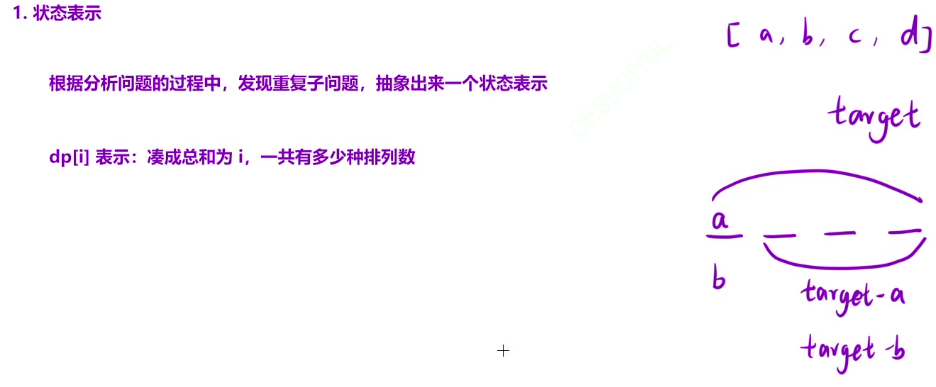 1. 状态表示
根据分析问题的过程中，发现重复子问题，抽象出来一个状态表示
dp[i] 表示：凑成总和为 i，一共有多少种排列数
[ a, b, c, d]
target
a
b
target-a
target-b